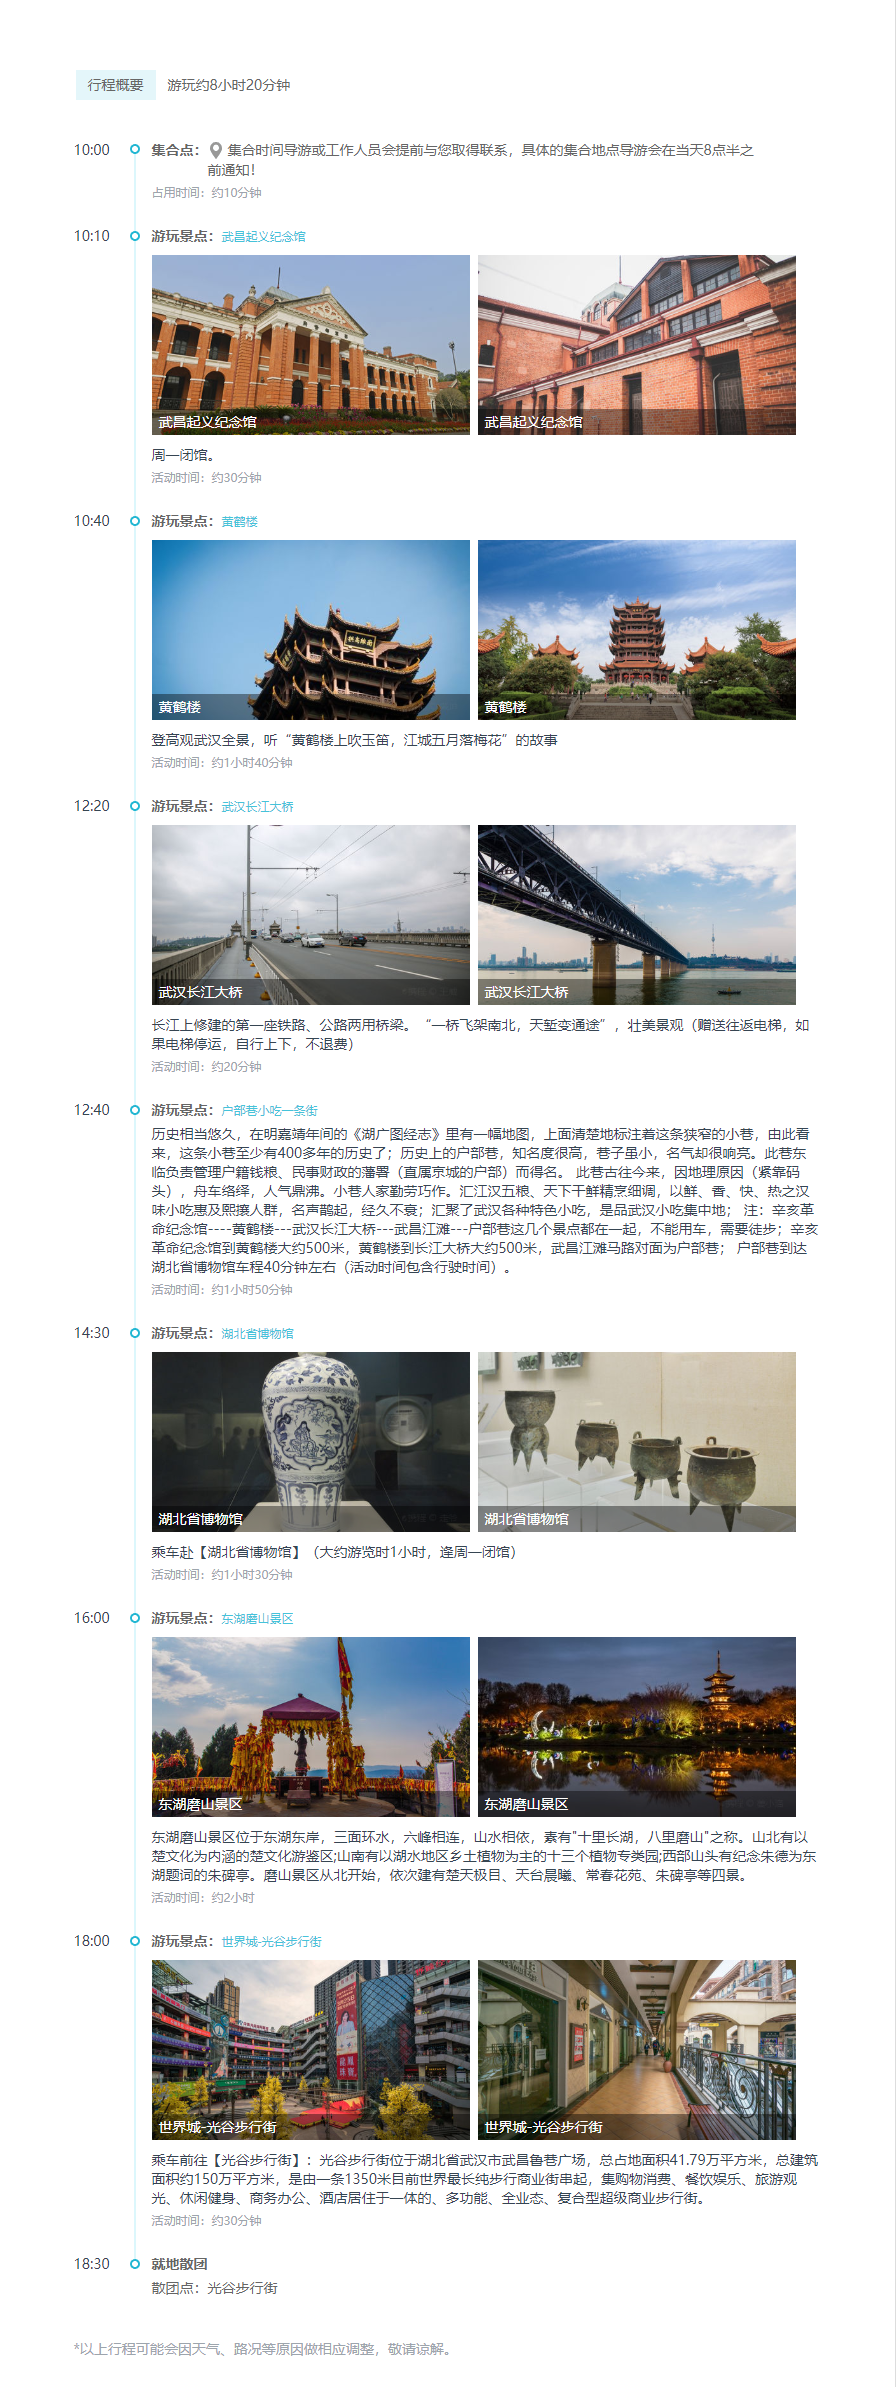 行程概要 游玩约8小时20分钟
10:00 集合点： 集合时间导游或工作人员会提前与您取得联系，具体的集合地点导游会在当天8点半之
前通知！
占用时间：约10分钟
10:10 游玩景点：武昌起义纪念馆
武昌起义纪念馆 武昌起义纪念馆
周一闭馆。
活动时间：约30分钟
10:40 游玩景点：黄鹤楼
黄鹤楼 黄鹤楼
登高观武汉全景，听“黄鹤楼上吹玉笛，江城五月落梅花”的故事
活动时间：约1小时40分钟
12:20 游玩景点：武汉长江大桥
武汉长江大桥 武汉长江大桥
长江上修建的第一座铁路、公路两用桥梁。“一桥飞架南北，天堑变通途”，壮美景观（赠送往返电梯，如
果电梯停运，自行上下，不退费）
活动时间：约20分钟
12:40 游玩景点：户部巷小吃一条街
历史相当悠久，在明嘉靖年间的《湖广图经志》里有一幅地图，上面清楚地标注着这条狭窄的小巷，由此看
来，这条小巷至少有400多年的历史了；历史上的户部巷，知名度很高，巷子虽小，名气却很响亮。此巷东
临负责管理户籍钱粮、民事财政的藩署（直属京城的户部）而得名。 此巷古往今来，因地理原因（紧靠码
头），舟车络绎，人气鼎沸。小巷人家勤劳巧作。汇江汉五粮、天下干鲜精烹细调，以鲜、香、快、热之汉
味小吃惠及熙攘人群，名声鹊起，经久不衰；汇聚了武汉各种特色小吃，是品武汉小吃集中地； 注：辛亥革
命纪念馆----黄鹤楼---武汉长江大桥---武昌江滩---户部巷这几个景点都在一起，不能用车，需要徒步；辛亥
革命纪念馆到黄鹤楼大约500米，黄鹤楼到长江大桥大约500米，武昌江滩马路对面为户部巷； 户部巷到达
湖北省博物馆车程40分钟左右（活动时间包含行驶时间）。
活动时间：约1小时50分钟
14:30 游玩景点：湖北省博物馆
湖北省博物馆 湖北省博物馆
乘车赴【湖北省博物馆】（大约游览时1小时，逢周一闭馆）
活动时间：约1小时30分钟
16:00 游玩景点：东湖磨山景区
东湖磨山景区 东湖磨山景区
东湖磨山景区位于东湖东岸，三面环水，六峰相连，山水相依，素有"十里长湖，八里磨山"之称。山北有以
楚文化为内涵的楚文化游鉴区;山南有以湖水地区乡土植物为主的十三个植物专类园;西部山头有纪念朱德为东
湖题词的朱碑亭。磨山景区从北开始，依次建有楚天极目、天台晨曦、常春花苑、朱碑亭等四景。
活动时间：约2小时
18:00 游玩景点：世界城-光谷步行街
世界城-光谷步行街 世界城-光谷步行街
乘车前往【光谷步行街】：光谷步行街位于湖北省武汉市武昌鲁巷广场，总占地面积41.79万平方米，总建筑
面积约150万平方米，是由一条1350米目前世界最长纯步行商业街串起，集购物消费、餐饮娱乐、旅游观
光、休闲健身、商务办公、酒店居住于一体的、多功能、全业态、复合型超级商业步行街。
活动时间：约30分钟
18:30 就地散团
散团点：光谷步行街
*以上行程可能会因天气、路况等原因做相应调整，敬请谅解。